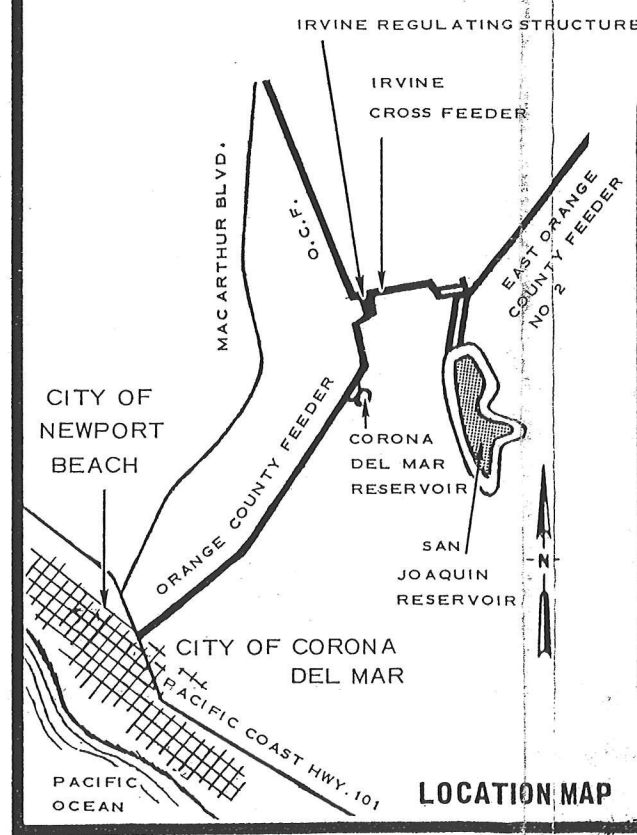 IRVINE REGULATING STRUCTURE
IRVINE
CROSS FEEDER
MAC ARTHUR BLVD.
O.C.F.
EAST ORANGE
COUNTY FEEDER
NO 2
CITY OF
NEWPORT
BEACH
ORANGE COUNTY FEEDER
CORONA
DEL MAR
RESERVOIR
SAN
JOAQUIN
RESERVOIR
N
CITY OF CORONA
DEL MAR
PACIFIC COAST HWY. 101
PACIFIC
OCEAN
LOCATION MAP